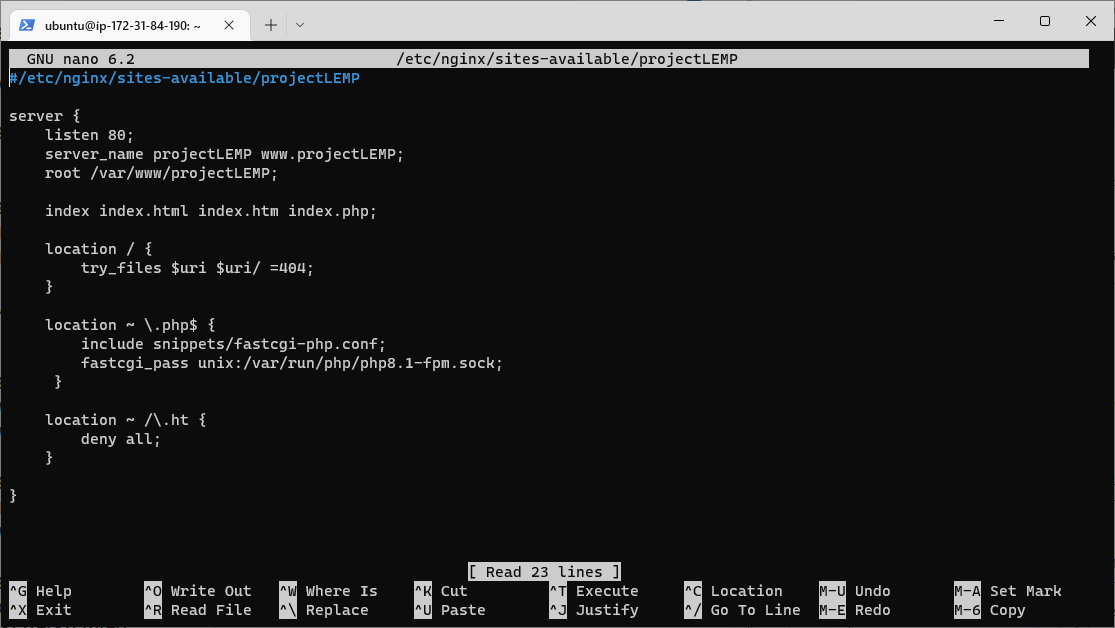 ubuntu@ip-172-31-84-190: ~
GNU nano 6.2 /etc/nginx/sites-available/projectLEMP
#/etc/nginx/sites-available/projectLEMP
server {
    listen 80;
    server_name projectLEMP www.projectLEMP;
    root /var/www/projectLEMP;
    index index.html index.htm index.php;
    location / {
        try_files $uri $uri/ =404;
    }
    location ~ \.php$ {
        include snippets/fastcgi-php.conf;
        fastcgi_pass unix:/var/run/php/php8.1-fpm.sock;
     }
    location ~ /\.ht {
        deny all;
    }
}
[ Read 23 lines ]
^G Help ^O Write Out ^W Where Is ^K Cut ^T Execute ^C Location M-U Undo M-A Set Mark
^X Exit ^R Read File ^\ Replace ^U Paste ^J Justify ^/ Go To Line M-E Redo M-6 Copy